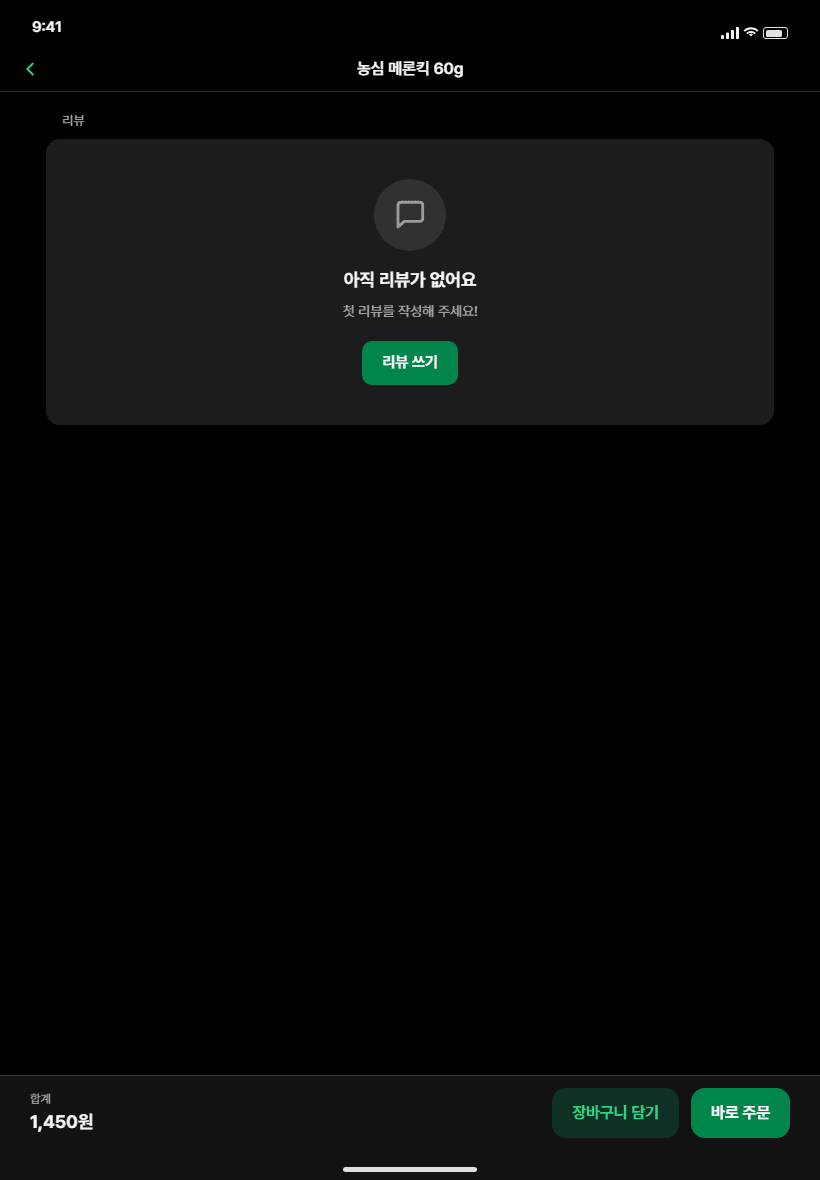 9:41
농심 메론킥 60g
리뷰
아직 리뷰가 없어요
첫 리뷰를 작성해 주세요!
리뷰 쓰기
합계
1,450원
장바구니 담기
바로 주문